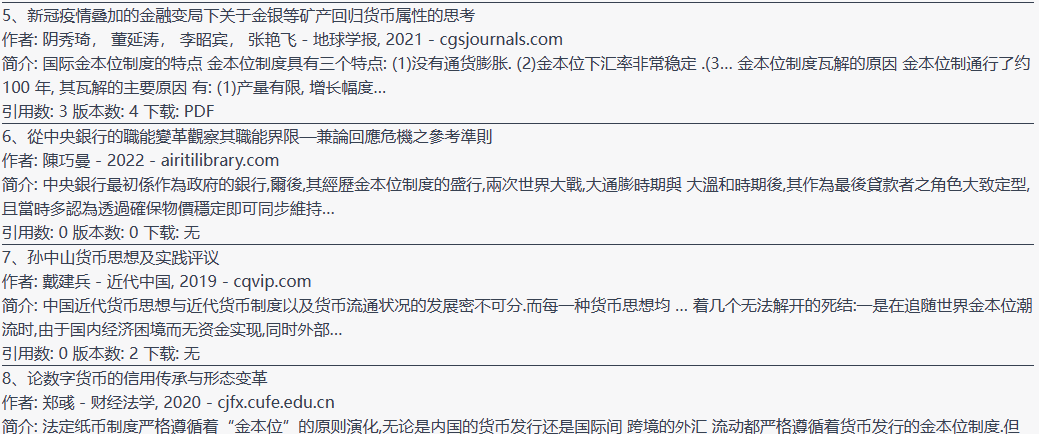 5、新冠疫情叠加的金融变局下关于金银等矿产回归货币属性的思考
作者: 阴秀琦， 董延涛， 李昭宾， 张艳飞 - 地球学报, 2021 - cgsjournals.com
简介: 国际金本位制度的特点 金本位制度具有三个特点: (1)没有通货膨胀. (2)金本位下汇率非常稳定 .(3... 金本位制度瓦解的原因 金本位制通行了约
100 年, 其瓦解的主要原因 有: (1)产量有限, 增长幅度...
引用数: 3 版本数: 4 下载: PDF
6、從中央銀行的職能變革觀察其職能界限—兼論回應危機之參考準則
作者: 陳巧曼 - 2022 - airitilibrary.com
简介: 中央銀行最初係作為政府的銀行,爾後,其經歷金本位制度的盛行,兩次世界大戰,大通膨時期與 大溫和時期後,其作為最後貸款者之角色大致定型,
且當時多認為透過確保物價穩定即可同步維持...
引用数: 0 版本数: 0 下载: 无
7、孙中山货币思想及实践评议
作者: 戴建兵 - 近代中国, 2019 - cqvip.com
简介: 中国近代货币思想与近代货币制度以及货币流通状况的发展密不可分.而每一种货币思想均 ... 着几个无法解开的死结:一是在追随世界金本位潮
流时,由于国内经济困境而无资金实现,同时外部...
引用数: 0 版本数: 2 下载: 无
8、论数字货币的信用传承与形态变革
作者: 郑彧 - 财经法学, 2020 - cjfx.cufe.edu.cn
简介: 法定纸币制度严格遵循着“金本位”的原则演化,无论是内国的货币发行还是国际间 跨境的外汇 流动都严格遵循着货币发行的金本位制度.但